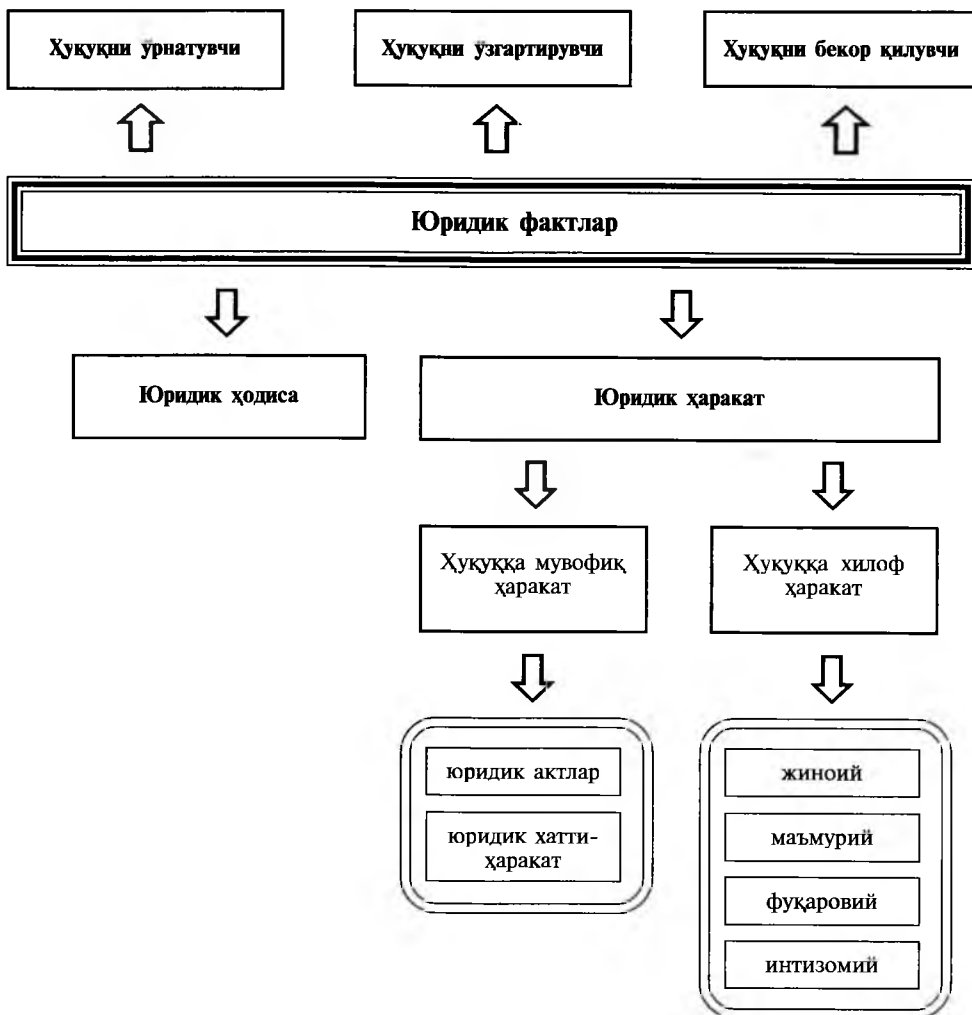 Ҳуқуқни ўрнатувчи
Ҳуқуқни ўзгартирувчи
Ҳуқуқни бекор қилувчи
Юридик фактлар
Юридик ҳодиса
Юридик ҳаракат
Ҳуқуққа мувофиқ
ҳаракат
Ҳуқуққа хилоф
ҳаракат
юридик актлар
юридик хатти-
ҳаракат
жиноий
маъмурий
фуқаровий
интизомий